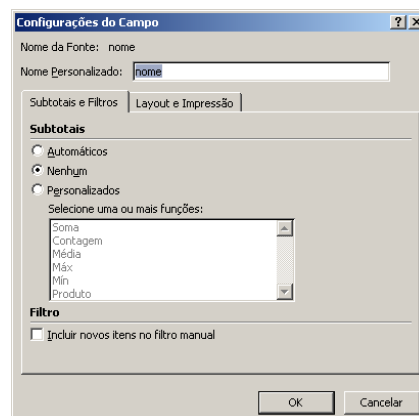 Configurações do Campo
Nome da Fonte: nome
Nome Personalizado: nome
Subtotais e Filtros Layout e Impressão
Subtotais
Automáticos
Nenhum
Personalizados
Selecione uma ou mais funções:
Soma
Contagem
Média
Máx
Mín
Produto
Filtro
Incluir novos itens no filtro manual
OK Cancelar